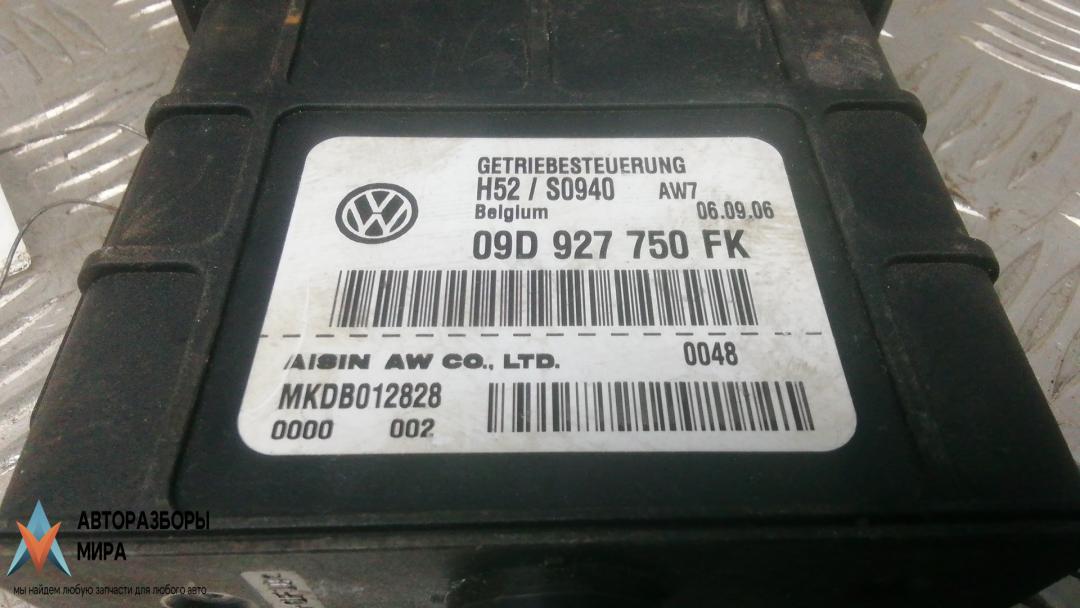 GETRIEBESTEUERUNG
H52 / S0940 AW7
Belgium 06.09.06
09D 927 750 FK
AISIN AW CO., LTD. 0048
MKDB012828
0000 002
АВТОРАЗБОРЫ
МИРА
мы найдем любую запчасти для любого авто